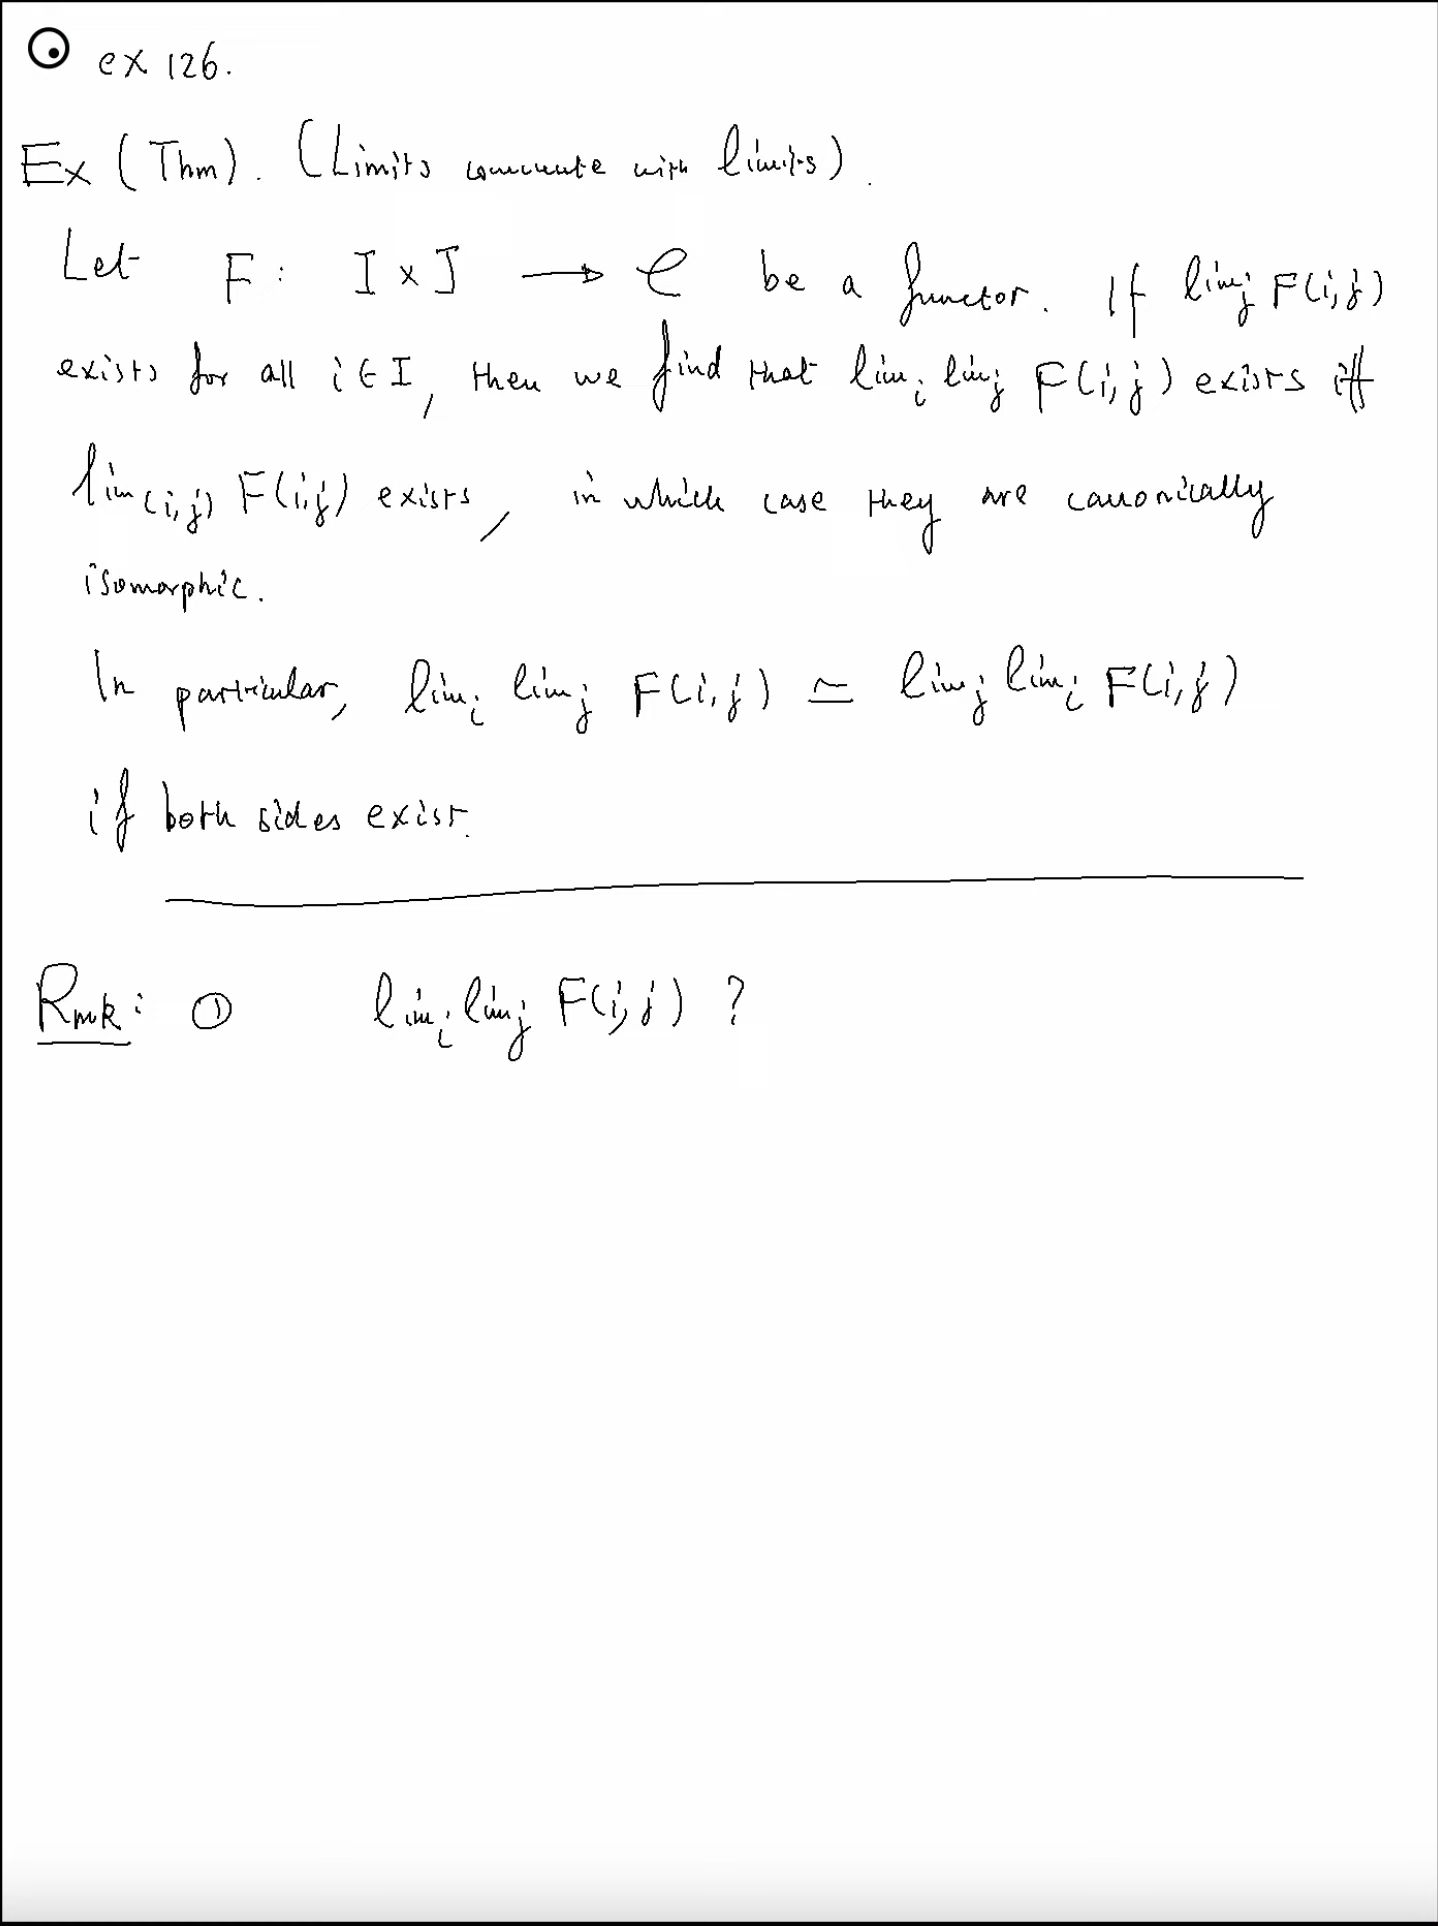 ex 126.
Ex (Thm). (Limits commute with limits).
Let F: I × J → C be a functor. If lim_j F(i,j)
exists for all i ∈ I, then we find that lim_i lim_j F(i,j) exists iff
lim_(i,j) F(i,j) exists, in which case they are canonically
isomorphic.
In particular, lim_i lim_j F(i,j) ≃ lim_j lim_i F(i,j)
if both sides exist.
Rmk: ① lim_i lim_j F(i,j) ?